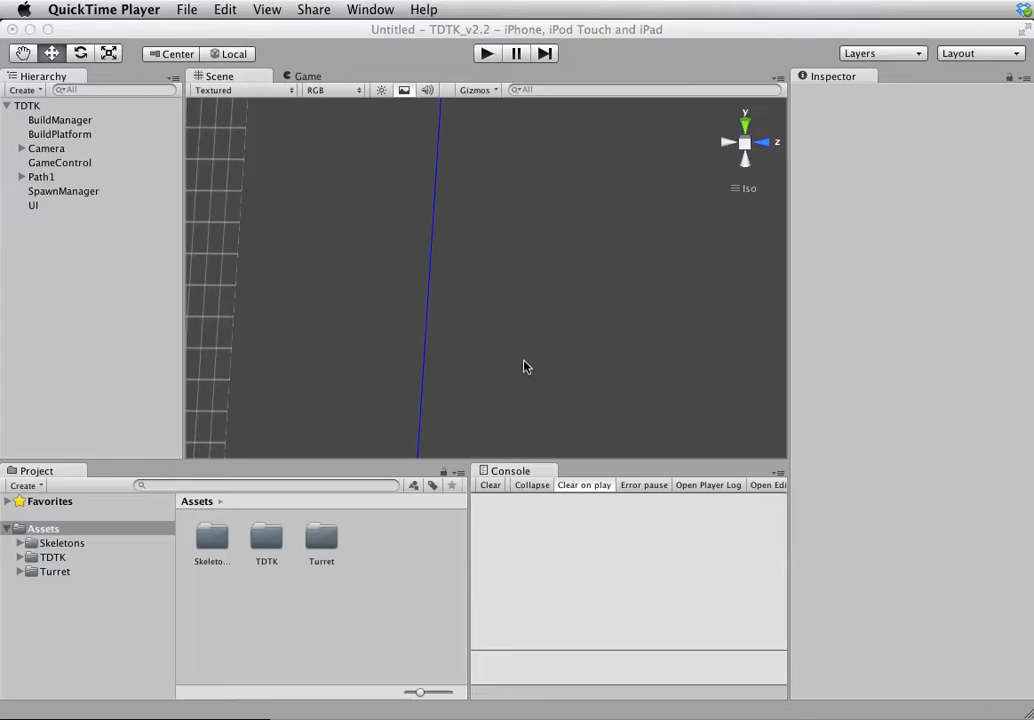 QuickTime Player File Edit View Share Window Help
Untitled - TDTK_v2.2 - iPhone, iPod Touch and iPad
Center Local Layers Layout
Hierarchy Scene Game Inspector
Create All Textured RGB Gizmos All
TDTK
BuildManager
BuildPlatform
Camera
GameControl
Path1
SpawnManager
UI
y
z
Iso
Project Console
Create Clear Collapse Clear on play Error pause Open Player Log Open Edi
Favorites Assets
Assets
Skeletons
TDTK
Turret
Skeleto... TDTK Turret